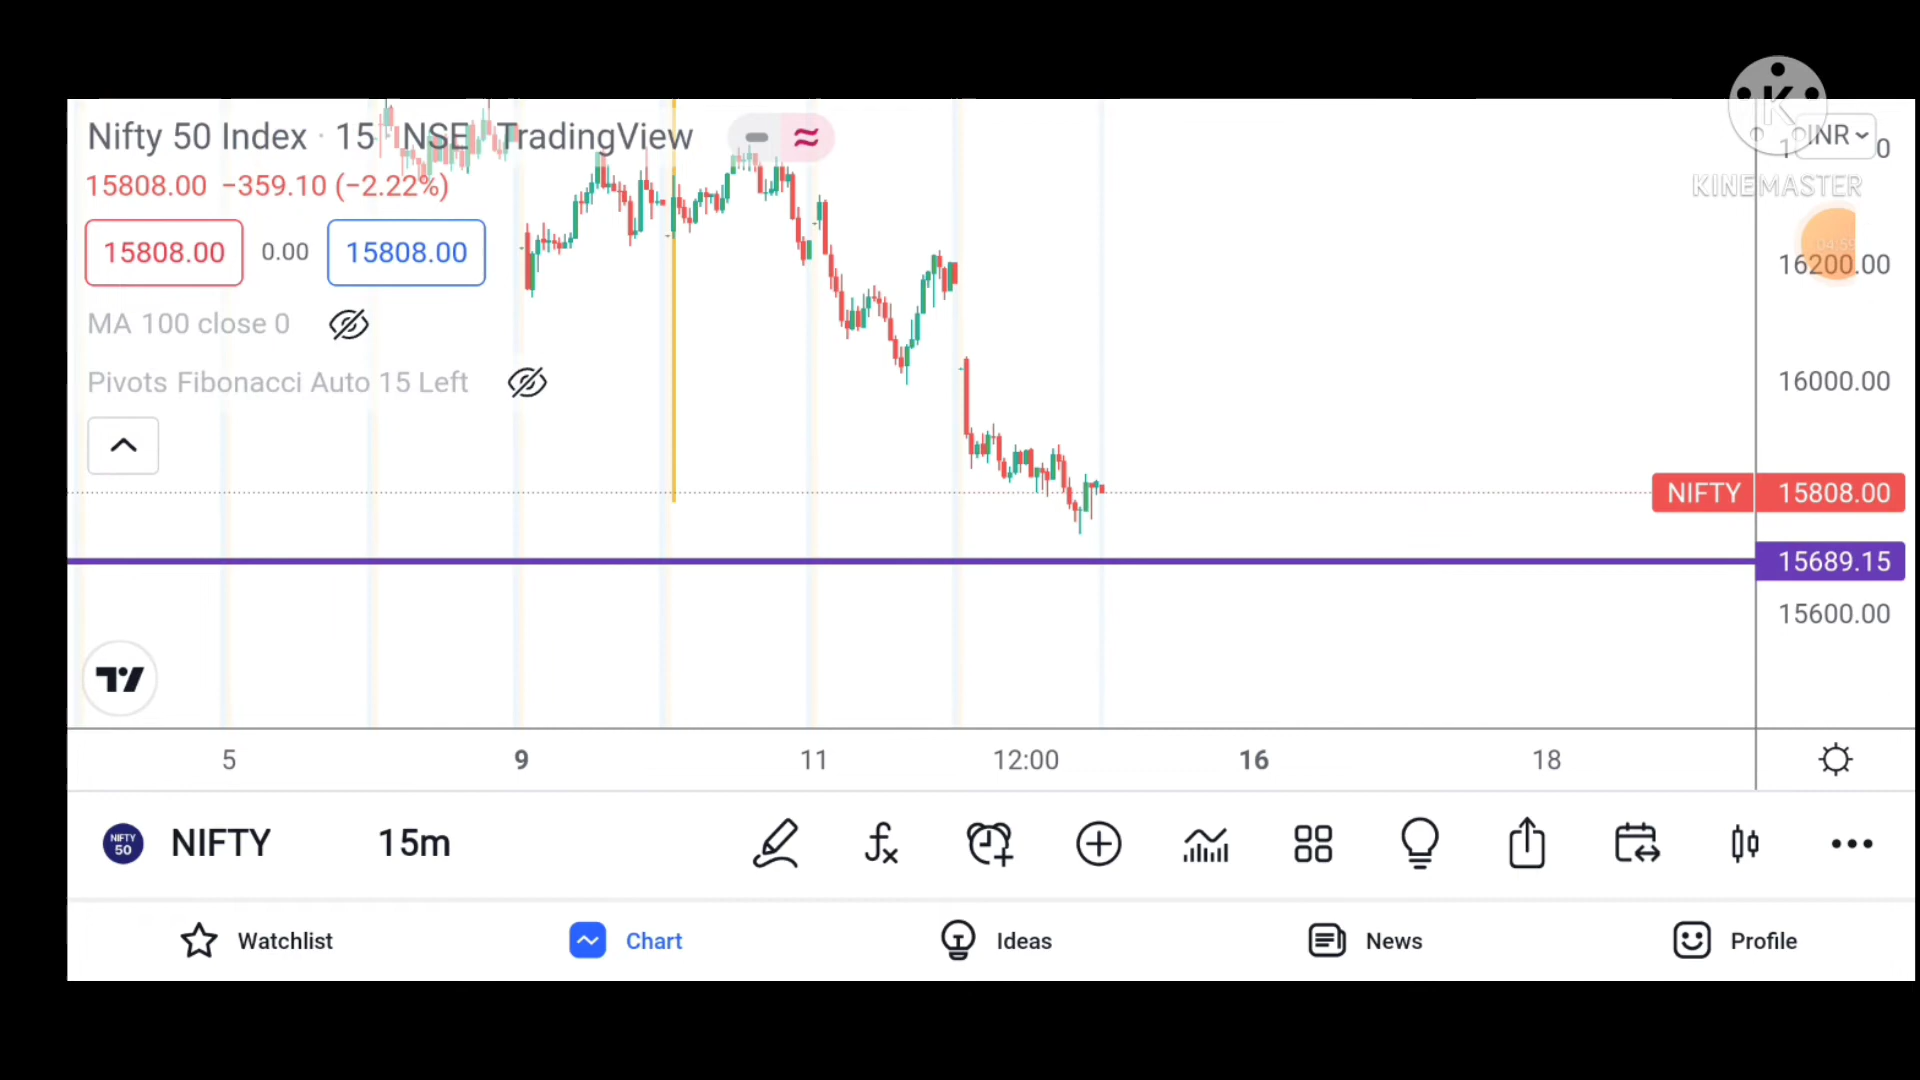 Nifty 50 Index · 15 · NSE TradingView
15808.00 −359.10 (−2.22%)
15808.00 0.00 15808.00
MA 100 close 0
Pivots Fibonacci Auto 15 Left
INR
KINEMASTER
04:59
16200.00
16000.00
NIFTY 15808.00
15689.15
15600.00
5 9 11 12:00 16 18
NIFTY 50 NIFTY 15m
Watchlist Chart Ideas News Profile